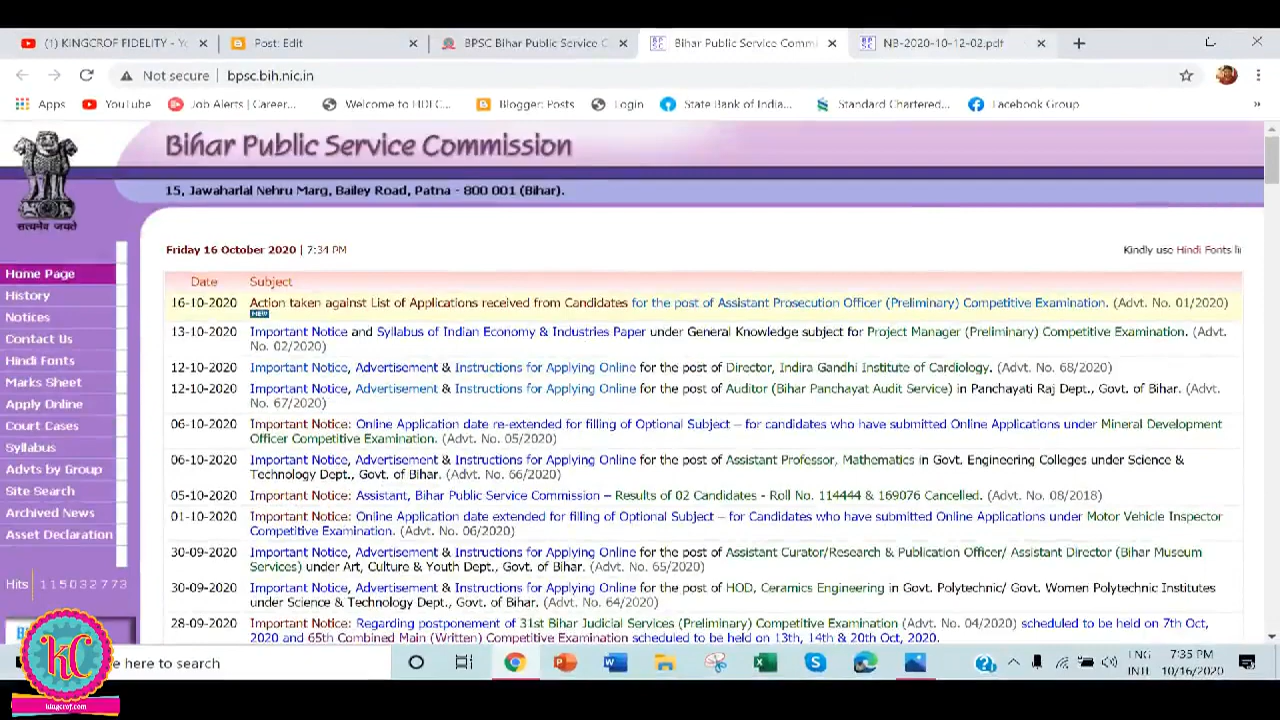 (1) KINGCROF FIDELITY - Yo
Post: Edit
BPSC Bihar Public Service C
Bihar Public Service Commi
NB-2020-10-12-02.pdf
Not secure bpsc.bih.nic.in
Apps YouTube Job Alerts | Career... Welcome to HDFC... Blogger: Posts Login State Bank of India... Standard Chartered... Facebook Group »
Bihar Public Service Commission
15, Jawaharlal Nehru Marg, Bailey Road, Patna - 800 001 (Bihar).
सत्यमेव जयते
Friday 16 October 2020 | 7:34 PM
Kindly use Hindi Fonts li
Home Page
History
Notices
Contact Us
Hindi Fonts
Marks Sheet
Apply Online
Court Cases
Syllabus
Advts by Group
Site Search
Archived News
Asset Declaration
Hits 115032773
Date Subject
16-10-2020 Action taken against List of Applications received from Candidates for the post of Assistant Prosecution Officer (Preliminary) Competitive Examination. (Advt. No. 01/2020)
NEW
13-10-2020 Important Notice and Syllabus of Indian Economy & Industries Paper under General Knowledge subject for Project Manager (Preliminary) Competitive Examination. (Advt.
No. 02/2020)
12-10-2020 Important Notice, Advertisement & Instructions for Applying Online for the post of Director, Indira Gandhi Institute of Cardiology. (Advt. No. 68/2020)
12-10-2020 Important Notice, Advertisement & Instructions for Applying Online for the post of Auditor (Bihar Panchayat Audit Service) in Panchayati Raj Dept., Govt. of Bihar. (Advt.
No. 67/2020)
06-10-2020 Important Notice: Online Application date re-extended for filling of Optional Subject – for candidates who have submitted Online Applications under Mineral Development
Officer Competitive Examination. (Advt. No. 05/2020)
06-10-2020 Important Notice, Advertisement & Instructions for Applying Online for the post of Assistant Professor, Mathematics in Govt. Engineering Colleges under Science &
Technology Dept., Govt. of Bihar. (Advt. No. 66/2020)
05-10-2020 Important Notice: Assistant, Bihar Public Service Commission – Results of 02 Candidates - Roll No. 114444 & 169076 Cancelled. (Advt. No. 08/2018)
01-10-2020 Important Notice: Online Application date extended for filling of Optional Subject – for Candidates who have submitted Online Applications under Motor Vehicle Inspector
Competitive Examination. (Advt. No. 06/2020)
30-09-2020 Important Notice, Advertisement & Instructions for Applying Online for the post of Assistant Curator/Research & Publication Officer/ Assistant Director (Bihar Museum
Services) under Art, Culture & Youth Dept., Govt. of Bihar. (Advt. No. 65/2020)
30-09-2020 Important Notice, Advertisement & Instructions for Applying Online for the post of HOD, Ceramics Engineering in Govt. Polytechnic/ Govt. Women Polytechnic Institutes
under Science & Technology Dept., Govt. of Bihar. (Advt. No. 64/2020)
28-09-2020 Important Notice: Regarding postponement of 31st Bihar Judicial Services (Preliminary) Competitive Examination (Advt. No. 04/2020) scheduled to be held on 7th Oct,
2020 and 65th Combined Main (Written) Competitive Examination scheduled to be held on 13th, 14th & 20th Oct, 2020.
KC
kingcrof.com
here to search
ENG
INTL
7:35 PM
10/16/2020